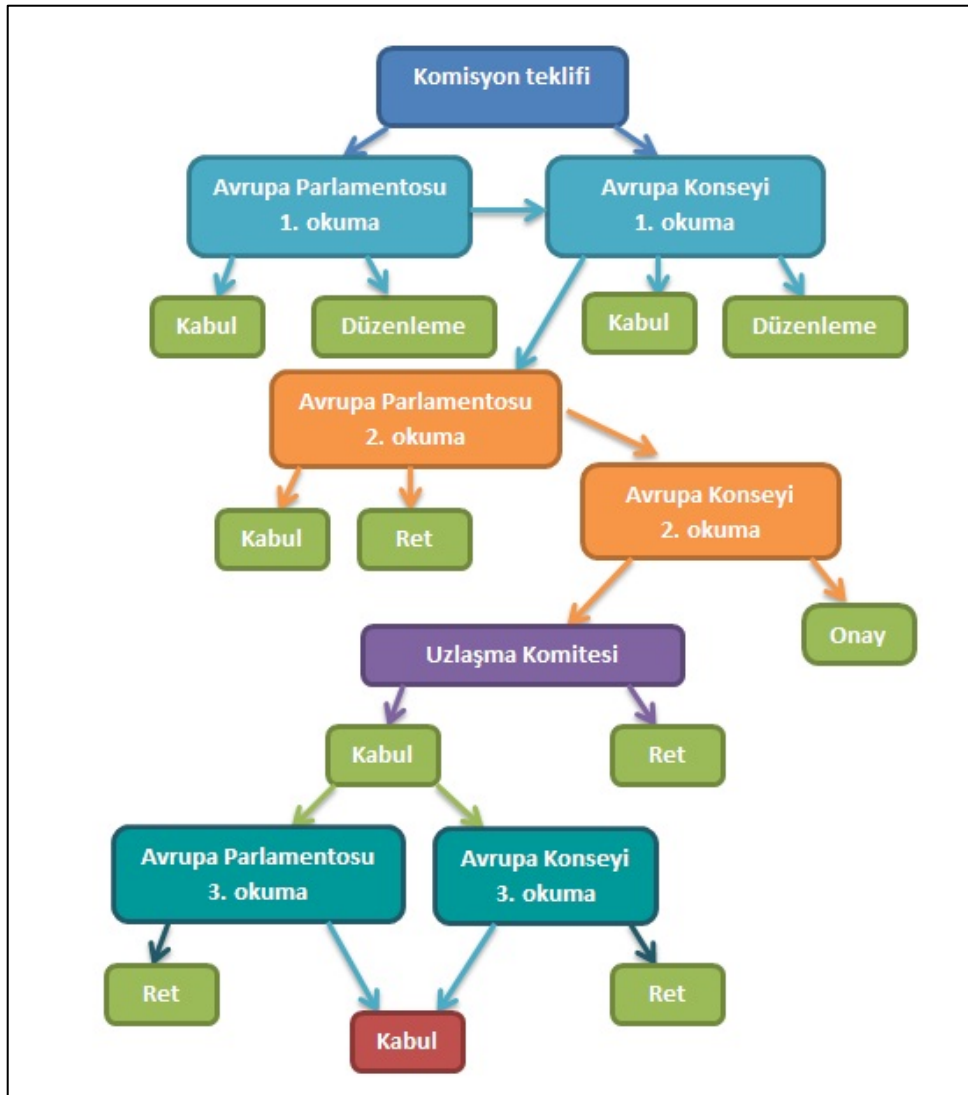 Komisyon teklifi
Avrupa Parlamentosu
1. okuma
Avrupa Konseyi
1. okuma
Kabul
Düzenleme
Kabul
Düzenleme
Avrupa Parlamentosu
2. okuma
Avrupa Konseyi
2. okuma
Kabul
Ret
Onay
Uzlaşma Komitesi
Kabul
Ret
Avrupa Parlamentosu
3. okuma
Avrupa Konseyi
3. okuma
Ret
Ret
Kabul